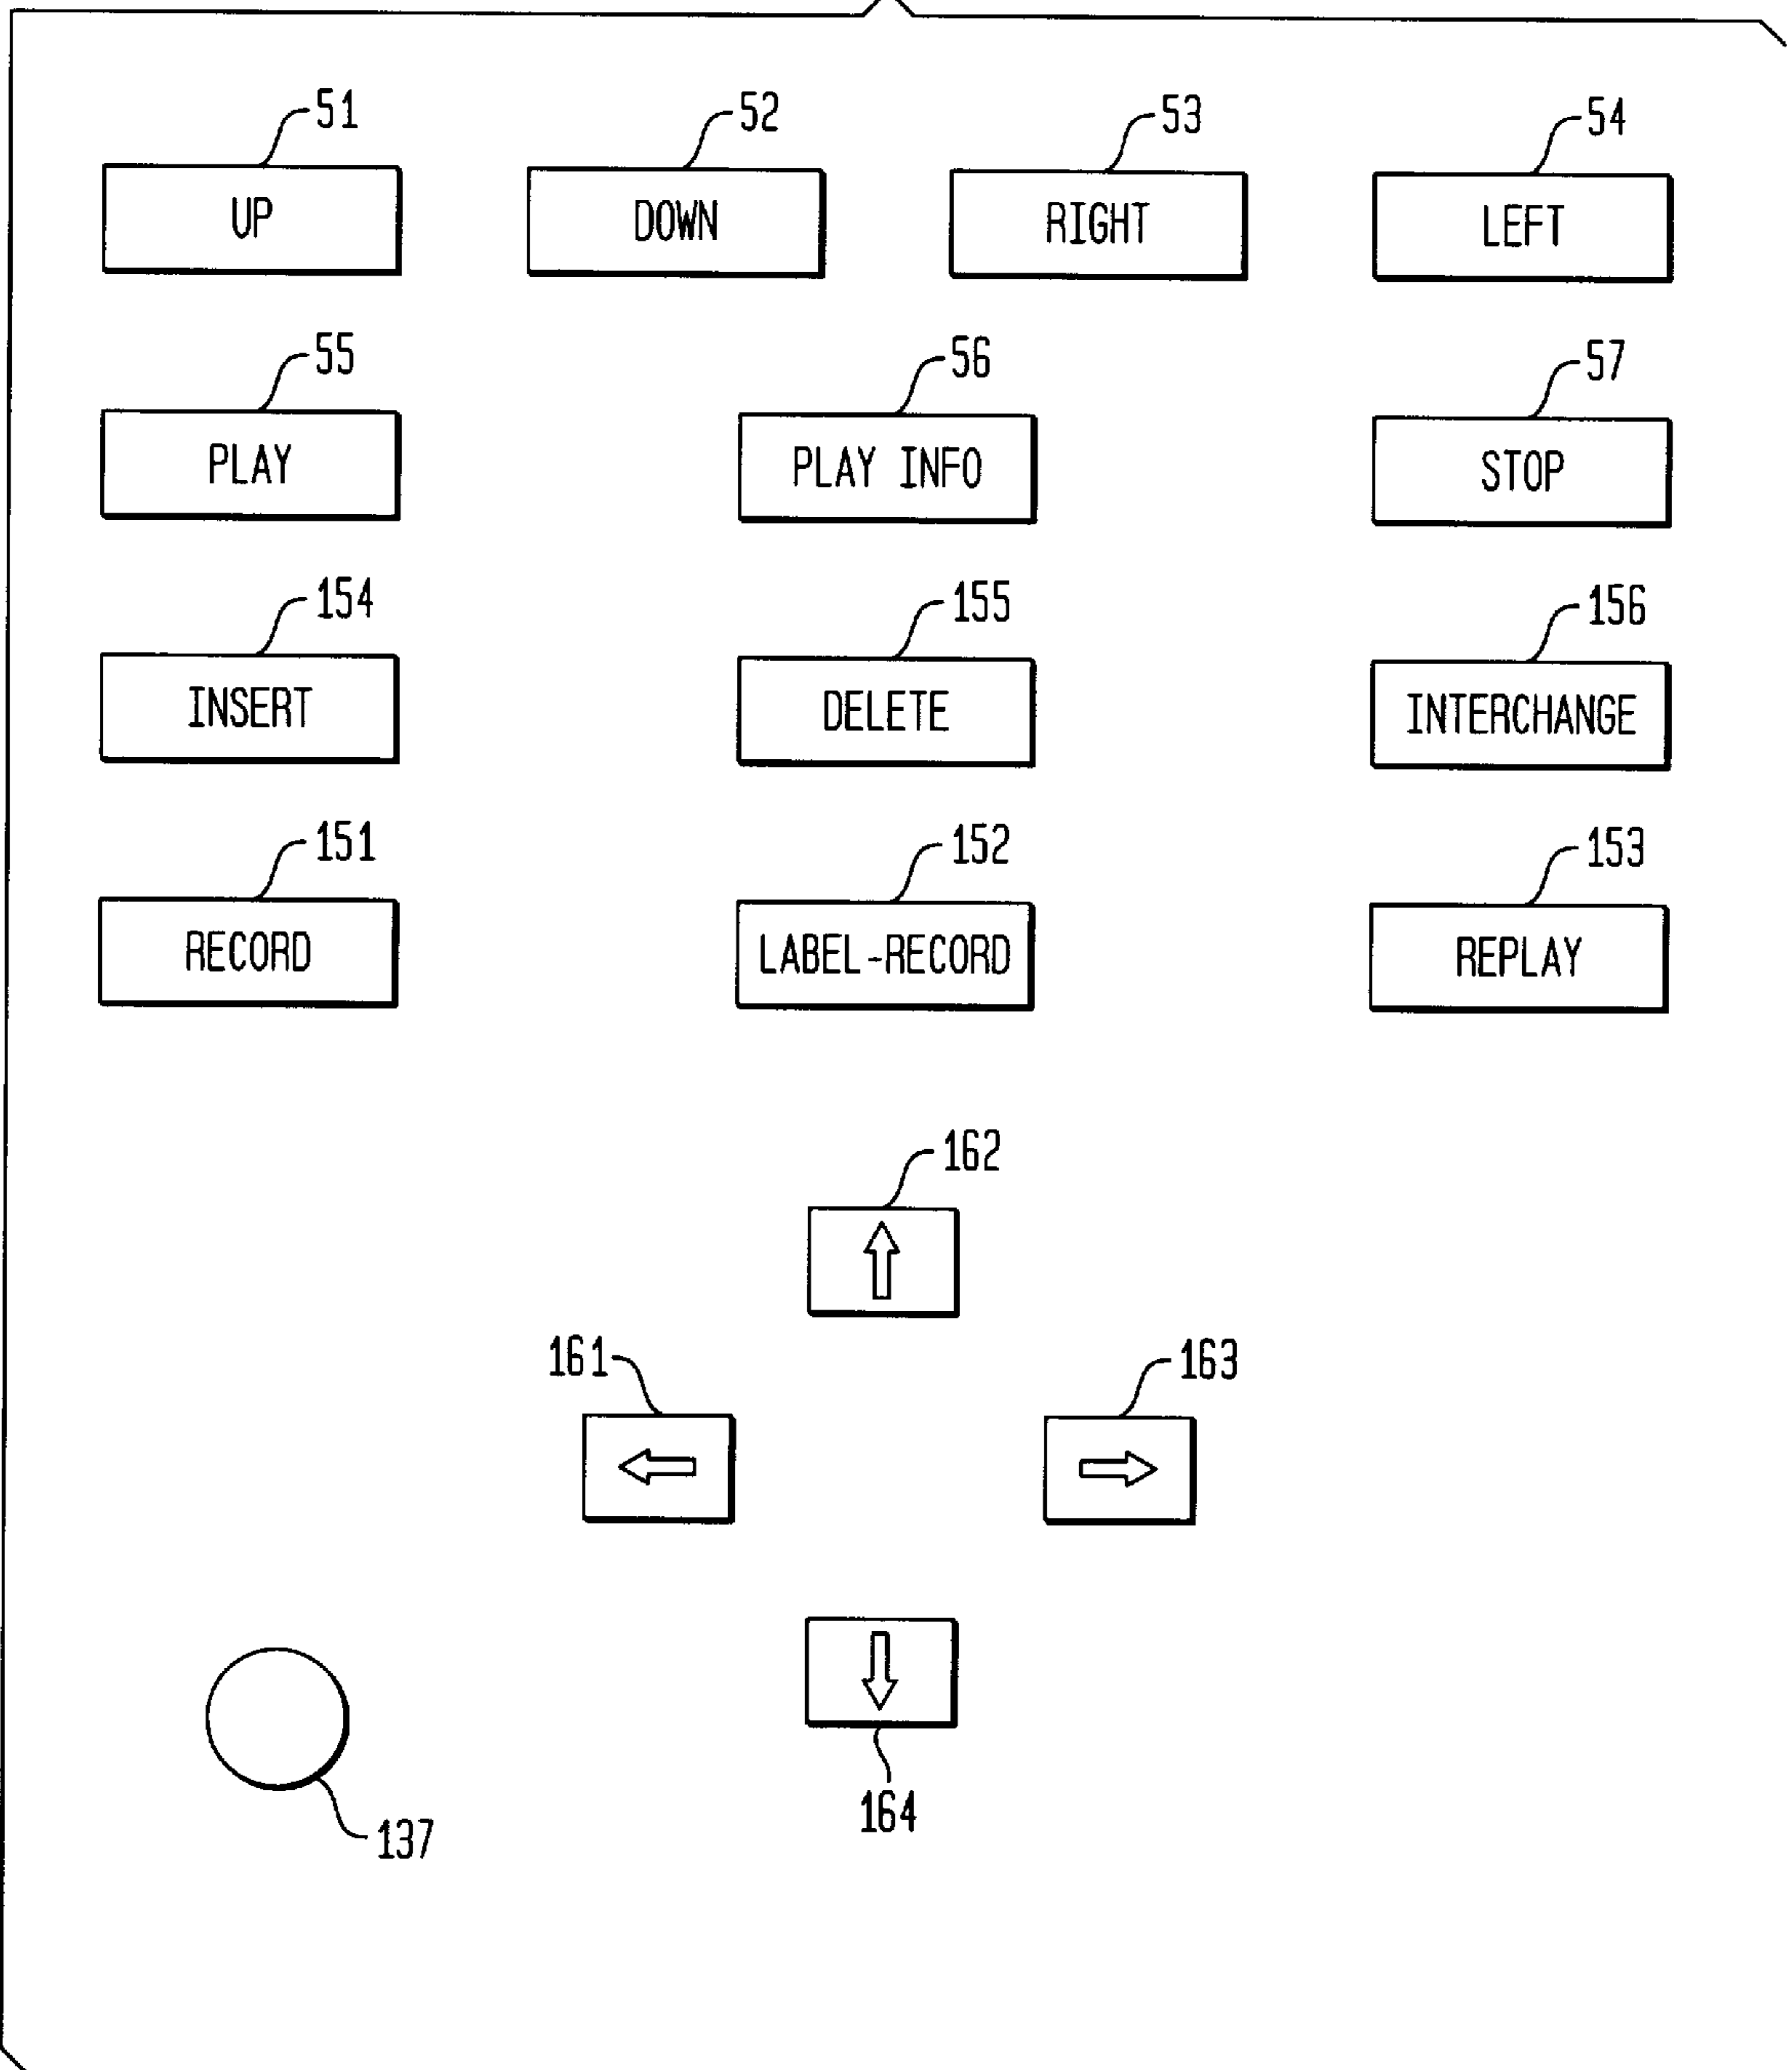 51 52 53 54
UP DOWN RIGHT LEFT
55 56 57
PLAY PLAY INFO STOP
154 155 156
INSERT DELETE INTERCHANGE
151 152 153
RECORD LABEL-RECORD REPLAY
162
161 163
164
137